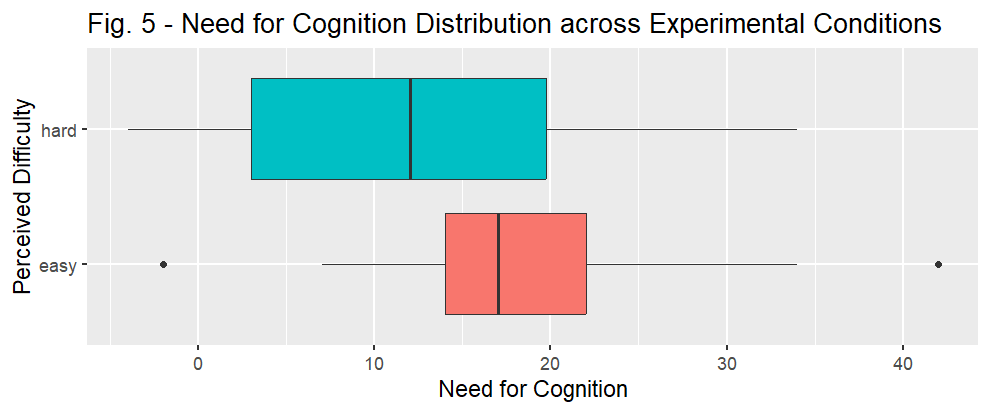 Fig. 5 - Need for Cognition Distribution across Experimental Conditions
Perceived Difficulty
hard
easy
0 10 20 30 40
Need for Cognition